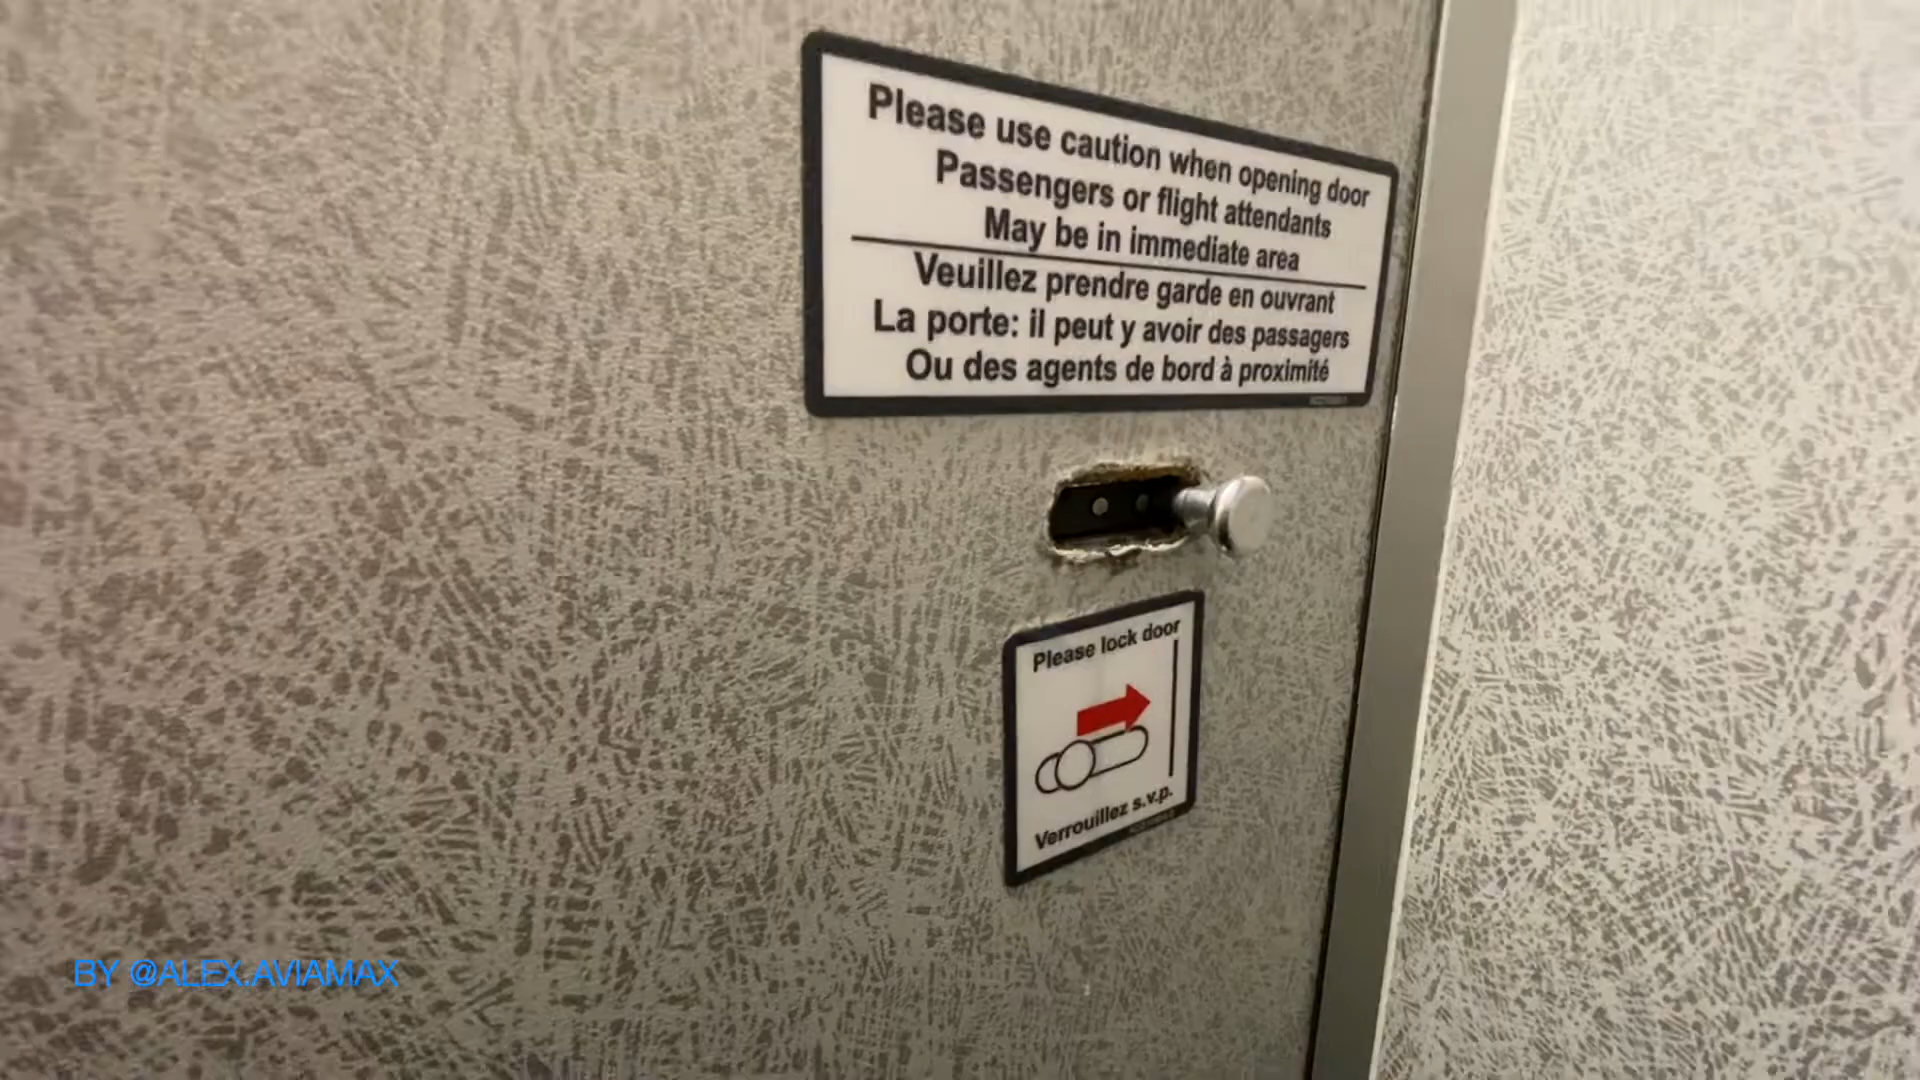 Please use caution when opening door
Passengers or flight attendants
May be in immediate area
Veuillez prendre garde en ouvrant
La porte: il peut y avoir des passagers
Ou des agents de bord à proximité
Please lock door
Verrouillez s.v.p.
BY @ALEX.AVIAMAX